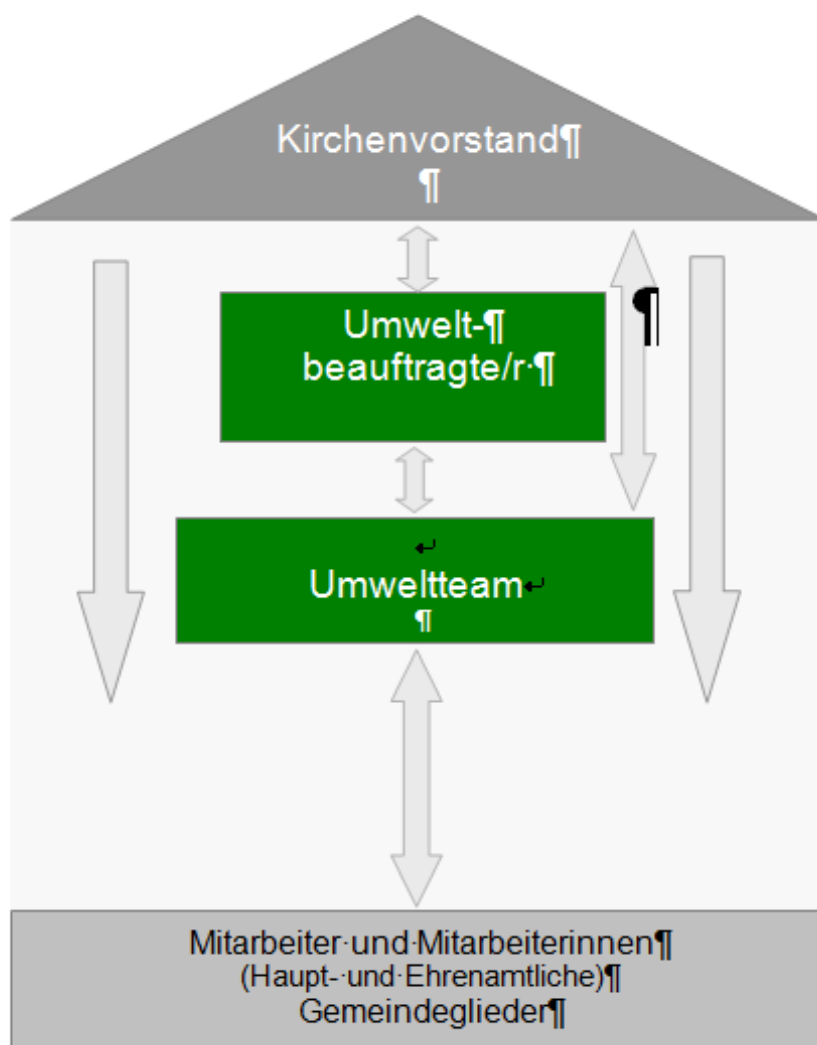 Kirchenvorstand¶
¶
Umwelt-¶
beauftragte/r·¶
¶
↵
Umweltteam↵
¶
Mitarbeiter·und·Mitarbeiterinnen¶
(Haupt-·und·Ehrenamtliche)¶
Gemeindeglieder¶